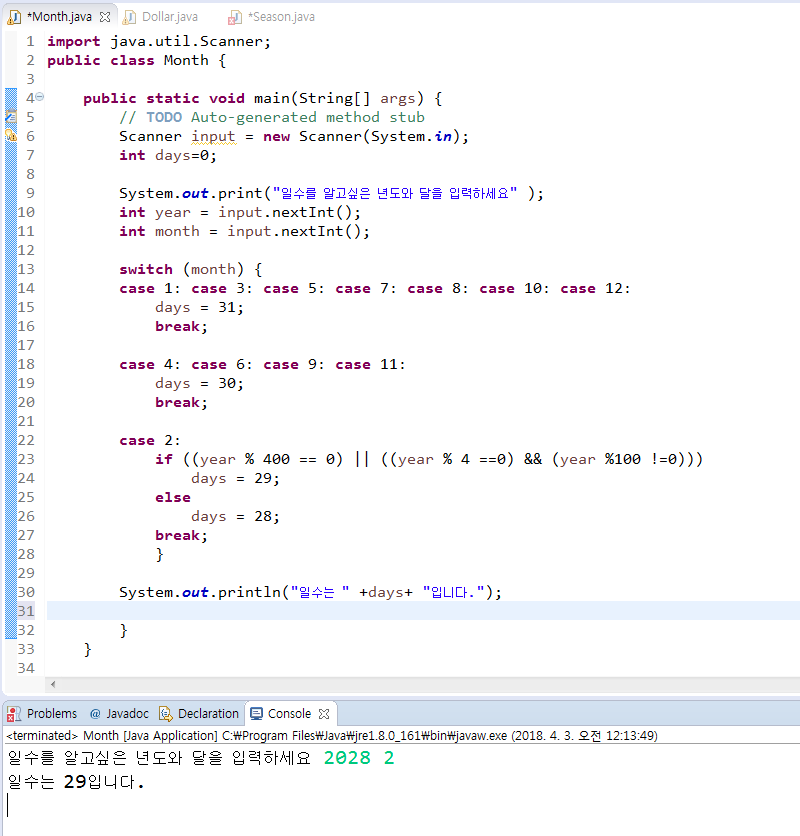 *Month.java Dollar.java *Season.java
1 import java.util.Scanner;
2 public class Month {
3
4 public static void main(String[] args) {
5 // TODO Auto-generated method stub
6 Scanner input = new Scanner(System.in);
7 int days=0;
8
9 System.out.print("일수를 알고싶은 년도와 달을 입력하세요" );
10 int year = input.nextInt();
11 int month = input.nextInt();
12
13 switch (month) {
14 case 1: case 3: case 5: case 7: case 8: case 10: case 12:
15 days = 31;
16 break;
17
18 case 4: case 6: case 9: case 11:
19 days = 30;
20 break;
21
22 case 2:
23 if ((year % 400 == 0) || ((year % 4 ==0) && (year %100 !=0)))
24 days = 29;
25 else
26 days = 28;
27 break;
28 }
29
30 System.out.println("일수는 " +days+ "입니다.");
31
32 }
33 }
34
Problems @ Javadoc Declaration Console
<terminated> Month [Java Application] C:₩Program Files₩Java₩jre1.8.0_161₩bin₩javaw.exe (2018. 4. 3. 오전 12:13:49)
일수를 알고싶은 년도와 달을 입력하세요 2028 2
일수는 29입니다.